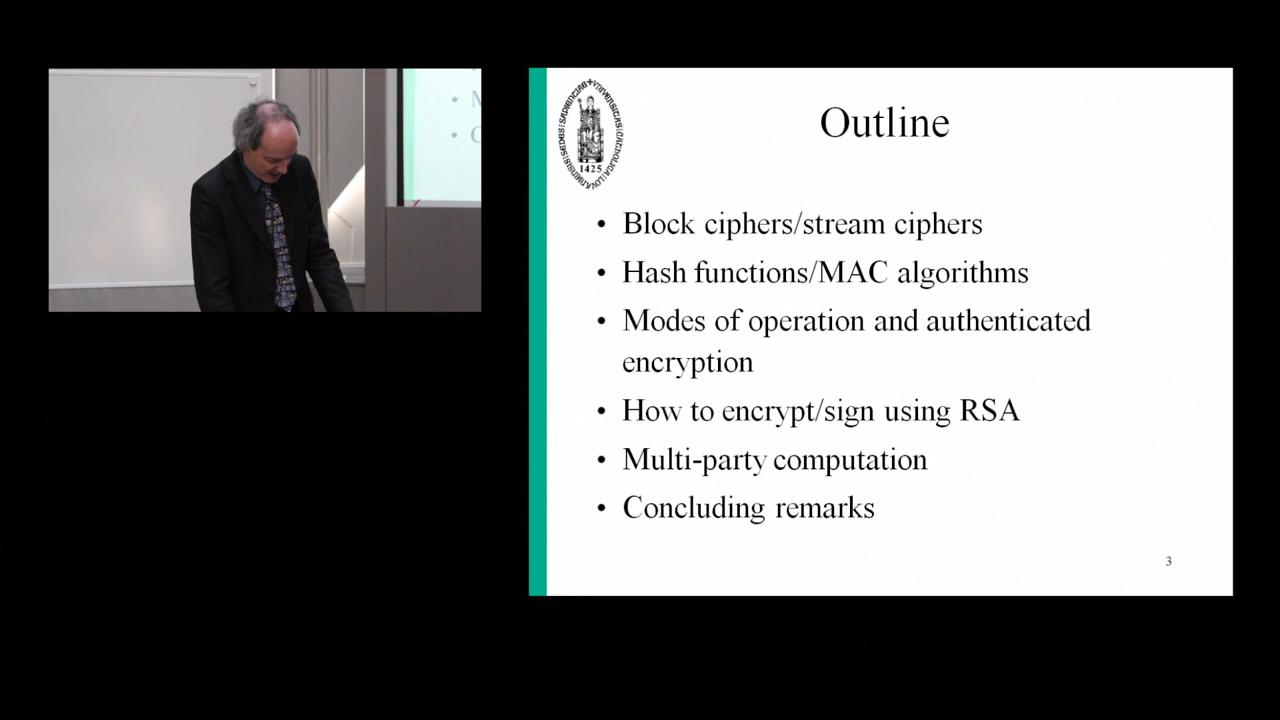 Outline
• Block ciphers/stream ciphers
• Hash functions/MAC algorithms
• Modes of operation and authenticated
encryption
• How to encrypt/sign using RSA
• Multi-party computation
• Concluding remarks
1425
3